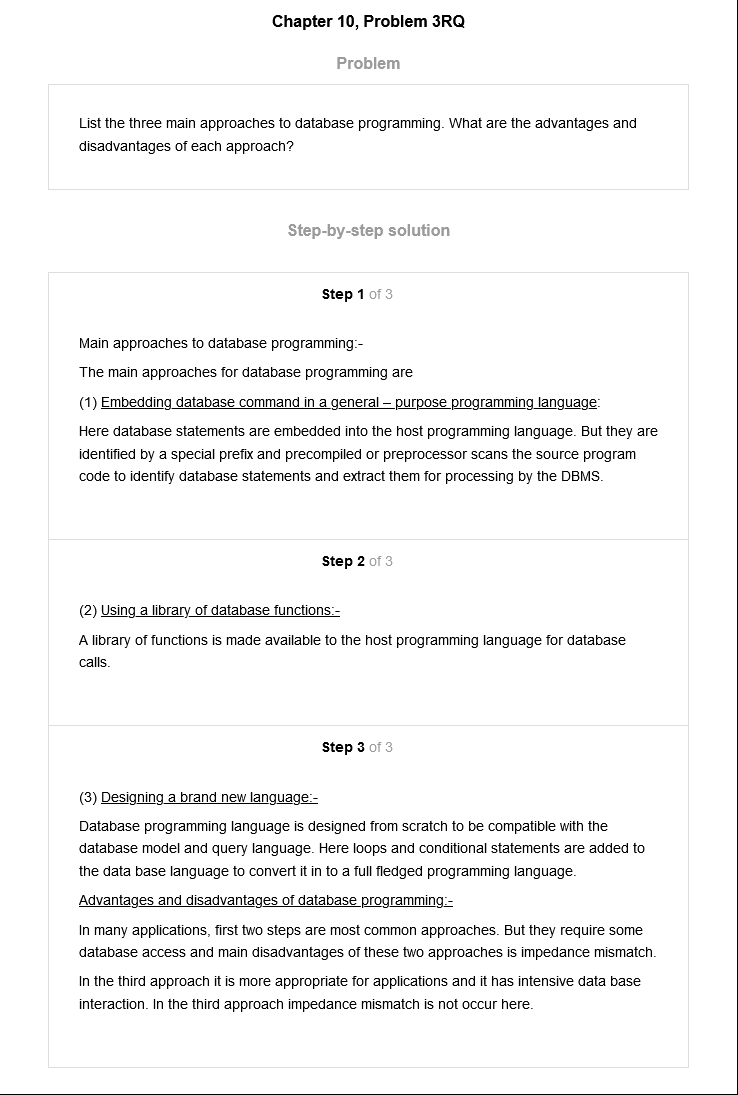 Chapter 10, Problem 3RQ
Problem
List the three main approaches to database programming. What are the advantages and
disadvantages of each approach?
Step-by-step solution
Step 1 of 3
Main approaches to database programming:-
The main approaches for database programming are
(1) Embedding database command in a general – purpose programming language:
Here database statements are embedded into the host programming language. But they are
identified by a special prefix and precompiled or preprocessor scans the source program
code to identify database statements and extract them for processing by the DBMS.
Step 2 of 3
(2) Using a library of database functions:-
A library of functions is made available to the host programming language for database
calls.
Step 3 of 3
(3) Designing a brand new language:-
Database programming language is designed from scratch to be compatible with the
database model and query language. Here loops and conditional statements are added to
the data base language to convert it in to a full fledged programming language.
Advantages and disadvantages of database programming:-
In many applications, first two steps are most common approaches. But they require some
database access and main disadvantages of these two approaches is impedance mismatch.
In the third approach it is more appropriate for applications and it has intensive data base
interaction. In the third approach impedance mismatch is not occur here.